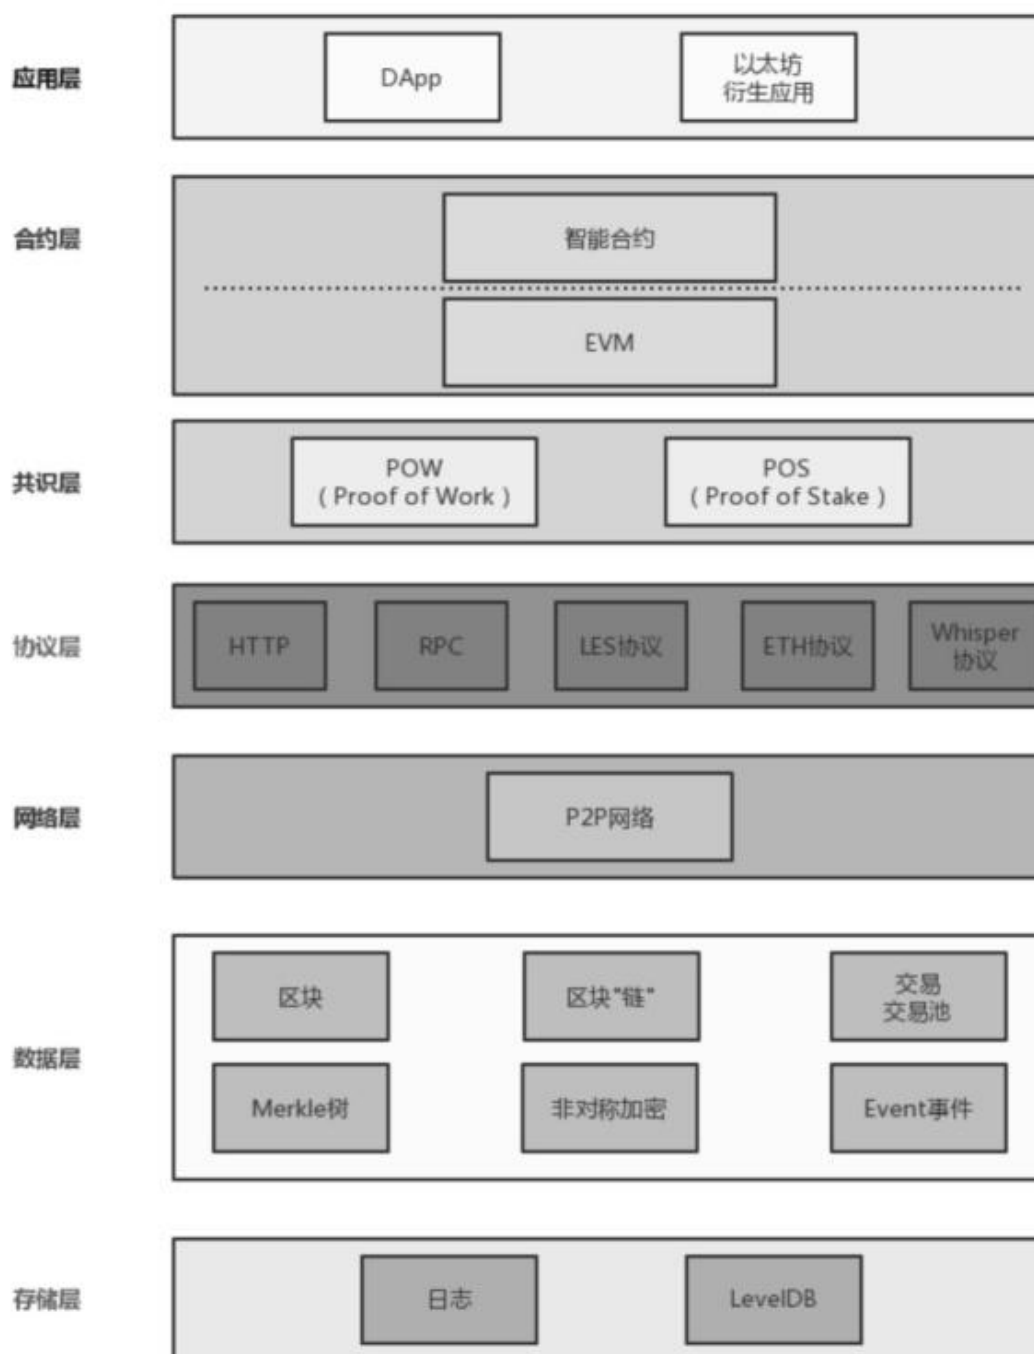 应用层
DApp
以太坊
衍生应用
合约层
智能合约
EVM
共识层
POW
( Proof of Work )
POS
( Proof of Stake )
协议层
HTTP
RPC
LES协议
ETH协议
Whisper
协议
网络层
P2P网络
数据层
区块
区块"链"
交易
交易池
Merkle树
非对称加密
Event事件
存储层
日志
LevelDB